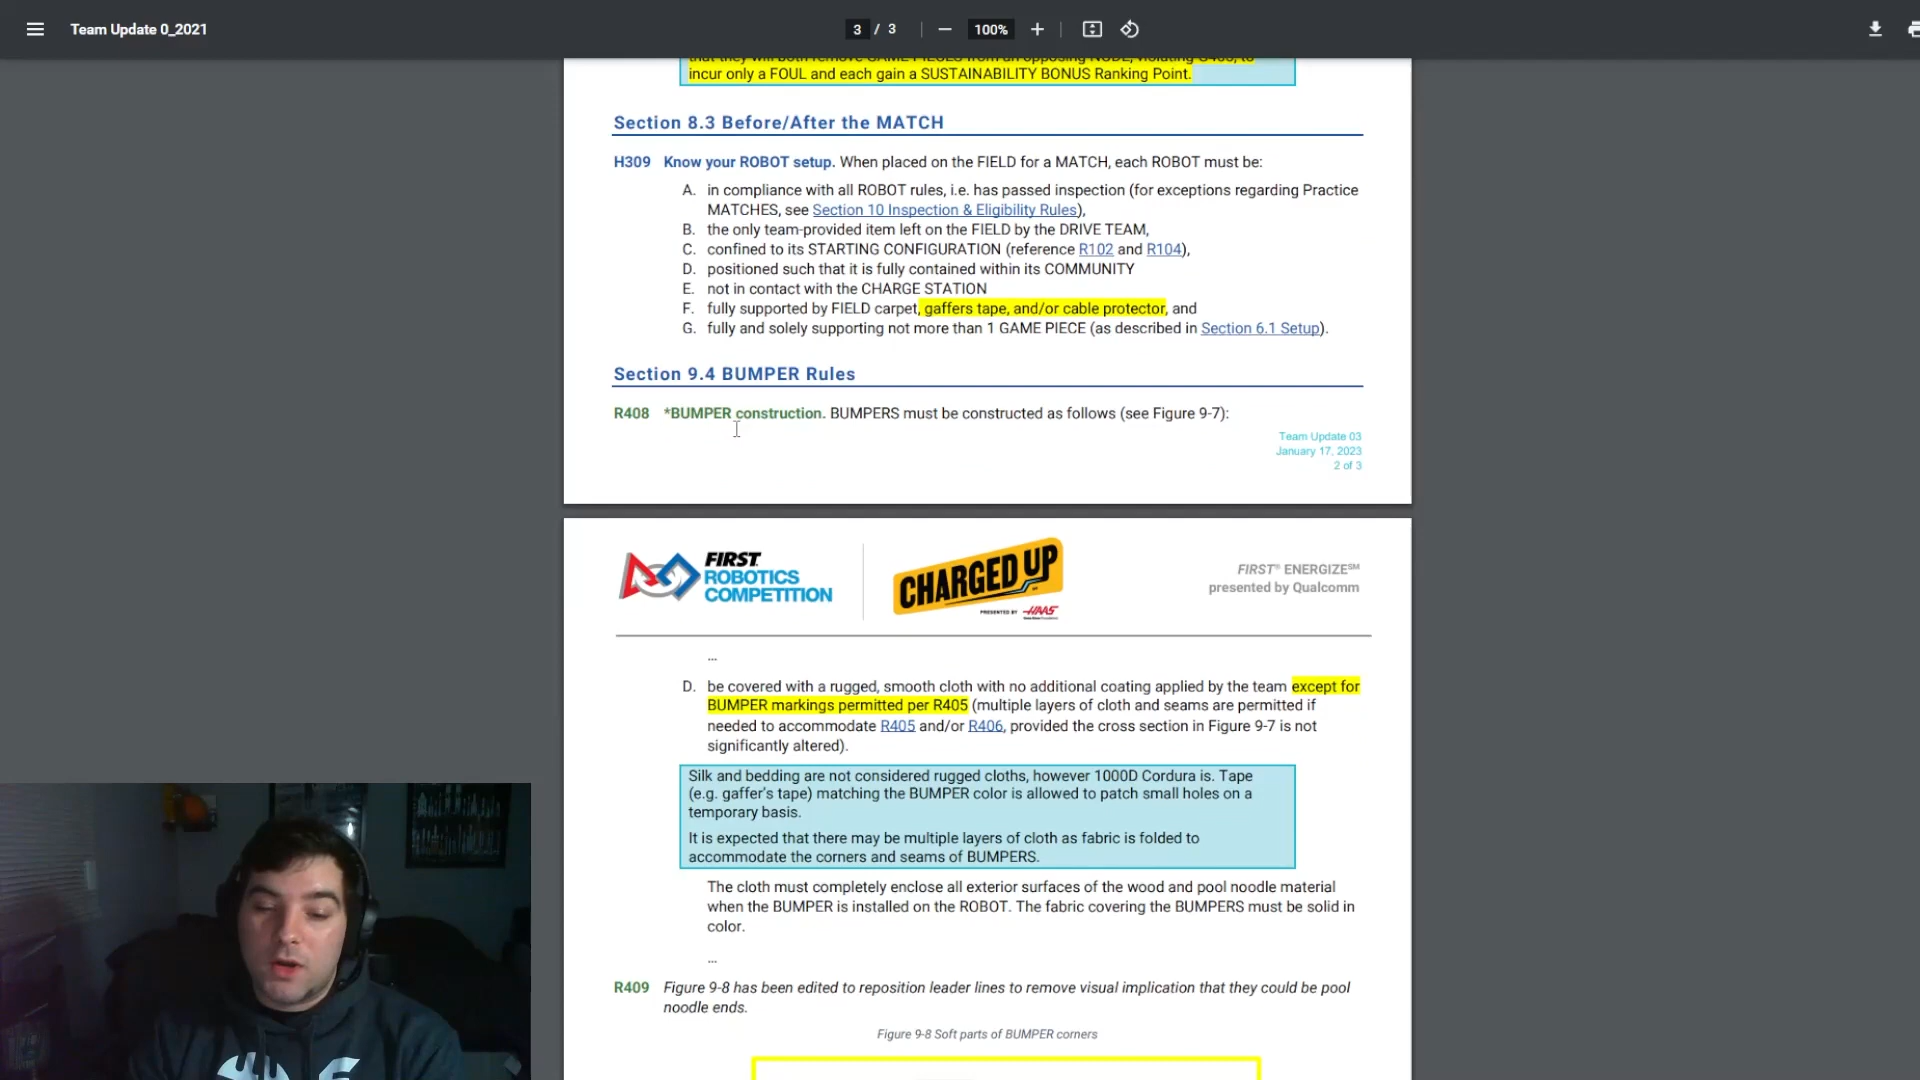 Team Update 0_2021
3 / 3
100%
incur only a FOUL and each gain a SUSTAINABILITY BONUS Ranking Point.
Section 8.3 Before/After the MATCH
H309 Know your ROBOT setup. When placed on the FIELD for a MATCH, each ROBOT must be:
A. in compliance with all ROBOT rules, i.e. has passed inspection (for exceptions regarding Practice
MATCHES, see Section 10 Inspection & Eligibility Rules),
B. the only team-provided item left on the FIELD by the DRIVE TEAM,
C. confined to its STARTING CONFIGURATION (reference R102 and R104),
D. positioned such that it is fully contained within its COMMUNITY
E. not in contact with the CHARGE STATION
F. fully supported by FIELD carpet, gaffers tape, and/or cable protector, and
G. fully and solely supporting not more than 1 GAME PIECE (as described in Section 6.1 Setup).
Section 9.4 BUMPER Rules
R408 *BUMPER construction. BUMPERS must be constructed as follows (see Figure 9-7):
Team Update 03
January 17, 2023
2 of 3
FIRST
ROBOTICS
COMPETITION
CHARGED UP
PRESENTED BY HAAS
FIRST® ENERGIZE℠
presented by Qualcomm
...
D. be covered with a rugged, smooth cloth with no additional coating applied by the team except for
BUMPER markings permitted per R405 (multiple layers of cloth and seams are permitted if
needed to accommodate R405 and/or R406, provided the cross section in Figure 9-7 is not
significantly altered).
Silk and bedding are not considered rugged cloths, however 1000D Cordura is. Tape
(e.g. gaffer's tape) matching the BUMPER color is allowed to patch small holes on a
temporary basis.
It is expected that there may be multiple layers of cloth as fabric is folded to
accommodate the corners and seams of BUMPERS.
The cloth must completely enclose all exterior surfaces of the wood and pool noodle material
when the BUMPER is installed on the ROBOT. The fabric covering the BUMPERS must be solid in
color.
...
R409 Figure 9-8 has been edited to reposition leader lines to remove visual implication that they could be pool
noodle ends.
Figure 9-8 Soft parts of BUMPER corners